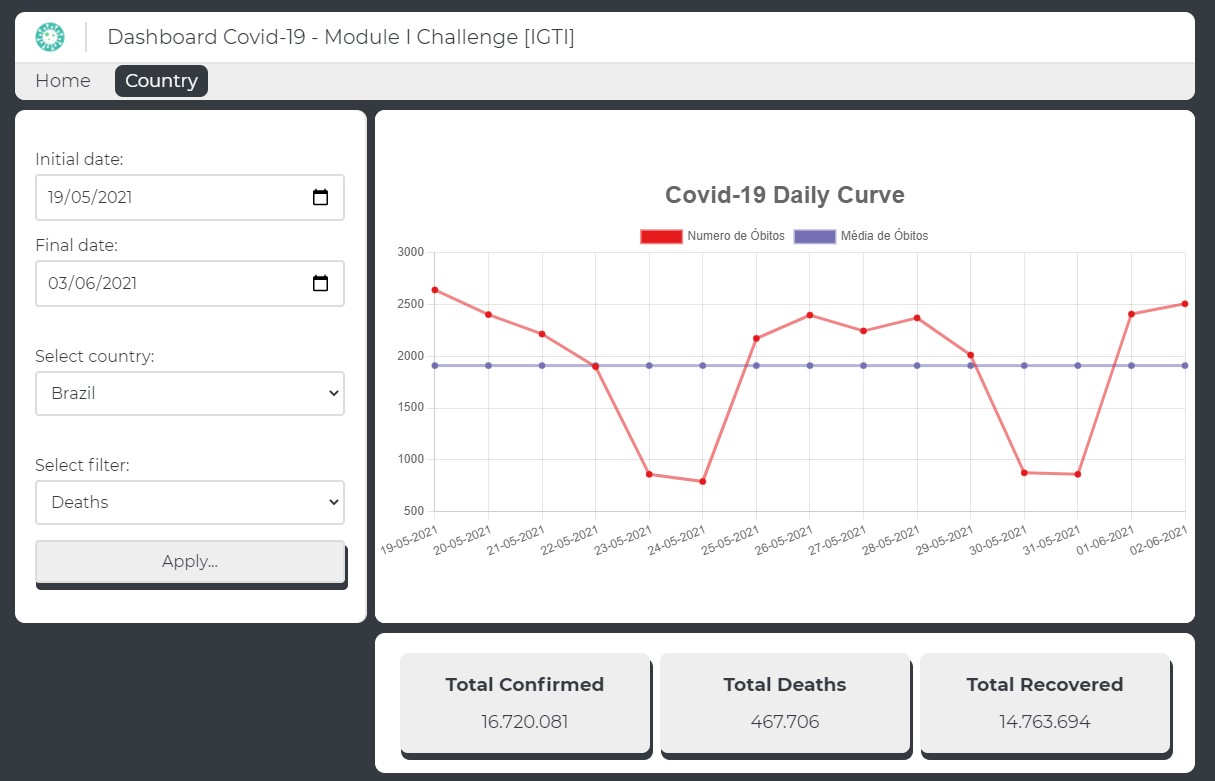 Dashboard Covid-19 - Module I Challenge [IGTI]
Home Country
Initial date:
19/05/2021
Final date:
03/06/2021
Select country:
Brazil
Select filter:
Deaths
Apply...
Covid-19 Daily Curve
Numero de Óbitos Média de Óbitos
3000
2500
2000
1500
1000
500
19-05-2021 20-05-2021 21-05-2021 22-05-2021 23-05-2021 24-05-2021 25-05-2021 26-05-2021 27-05-2021 28-05-2021 29-05-2021 30-05-2021 31-05-2021 01-06-2021 02-06-2021
Total Confirmed Total Deaths Total Recovered
16.720.081 467.706 14.763.694